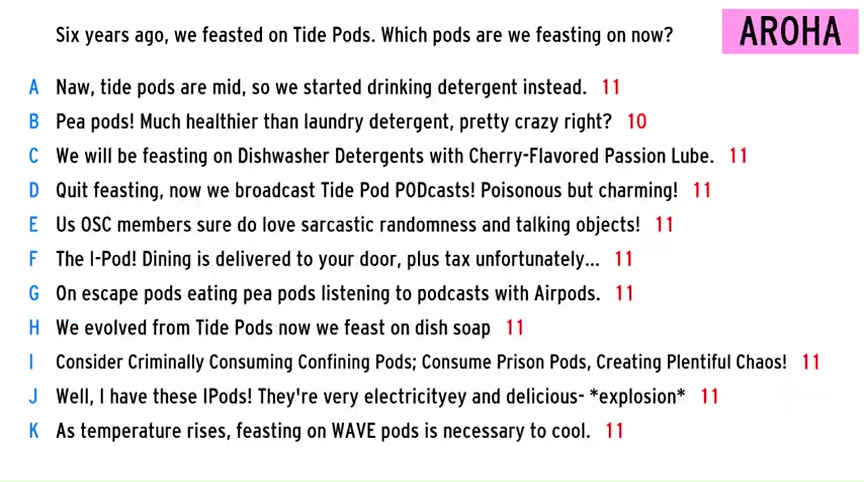 Six years ago, we feasted on Tide Pods. Which pods are we feasting on now? AROHA
A Naw, tide pods are mid, so we started drinking detergent instead. 11
B Pea pods! Much healthier than laundry detergent, pretty crazy right? 10
C We will be feasting on Dishwasher Detergents with Cherry-Flavored Passion Lube. 11
D Quit feasting, now we broadcast Tide Pod PODcasts! Poisonous but charming! 11
E Us OSC members sure do love sarcastic randomness and talking objects! 11
F The I-Pod! Dining is delivered to your door, plus tax unfortunately... 11
G On escape pods eating pea pods listening to podcasts with Airpods. 11
H We evolved from Tide Pods now we feast on dish soap 11
I Consider Criminally Consuming Confining Pods; Consume Prison Pods, Creating Plentiful Chaos! 11
J Well, I have these IPods! They're very electricityey and delicious- *explosion* 11
K As temperature rises, feasting on WAVE pods is necessary to cool. 11